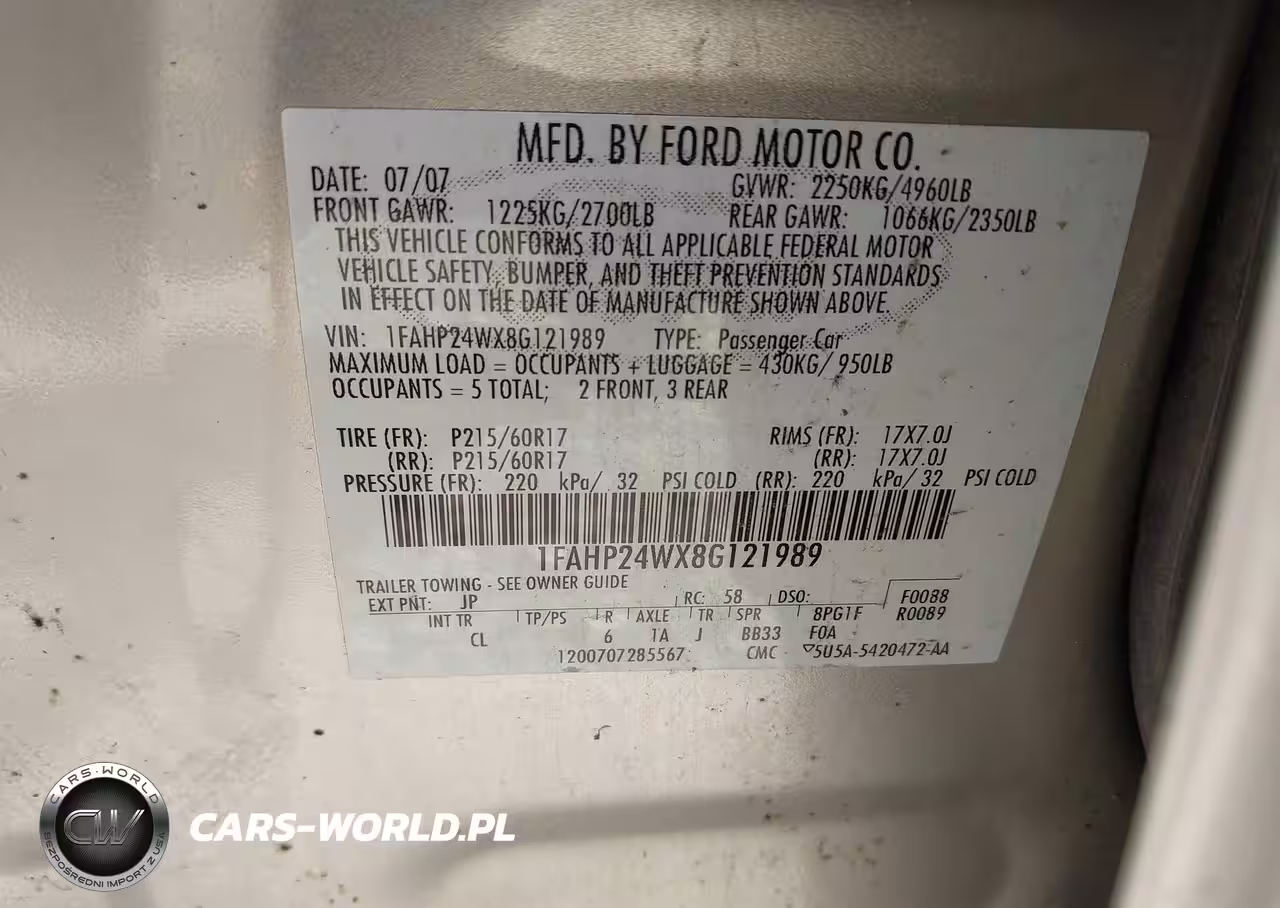 MFD. BY FORD MOTOR CO.
DATE: 07/07 GVWR: 2250KG/4960LB
FRONT GAWR: 1225KG/2700LB REAR GAWR: 1066KG/2350LB
THIS VEHICLE CONFORMS TO ALL APPLICABLE FEDERAL MOTOR
VEHICLE SAFETY, BUMPER, AND THEFT PREVENTION STANDARDS
IN EFFECT ON THE DATE OF MANUFACTURE SHOWN ABOVE.
VIN: 1FAHP24WX8G121989 TYPE: Passenger Car
MAXIMUM LOAD = OCCUPANTS + LUGGAGE = 430KG/ 950LB
OCCUPANTS = 5 TOTAL; 2 FRONT, 3 REAR
TIRE (FR): P215/60R17 RIMS (FR): 17X7.0J
(RR): P215/60R17 (RR): 17X7.0J
PRESSURE (FR): 220 kPa/ 32 PSI COLD (RR): 220 kPa/ 32 PSI COLD
1FAHP24WX8G121989
TRAILER TOWING - SEE OWNER GUIDE
EXT PNT: JP RC: 58 DSO: F0088
INT TR TP/PS R AXLE TR SPR 8PG1F R0089
CL 6 1A J BB33 F0A
1200707285567 CMC 5U5A-5420472-AA
CARS-WORLD
CW
BEZPOŚREDNI IMPORT Z USA
CARS-WORLD.PL